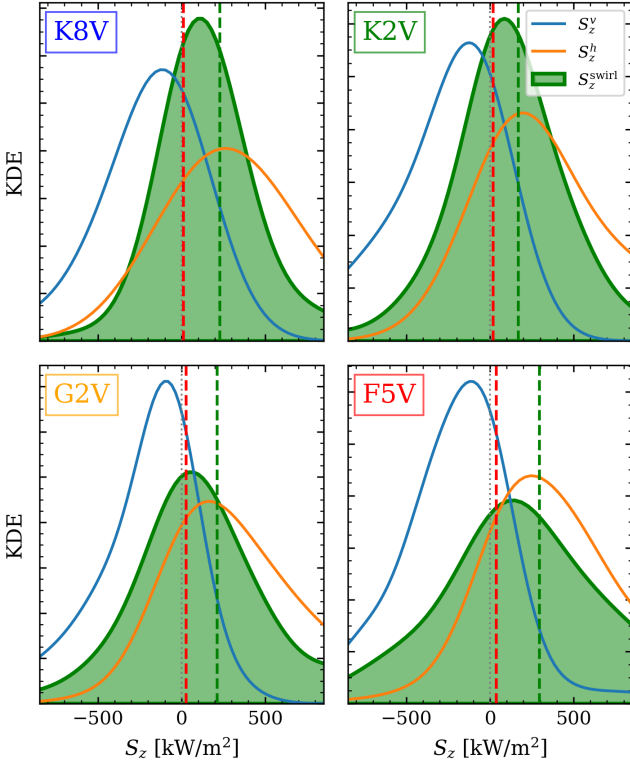 K8V
K2V
S_z^v
S_z^h
S_z^swirl
KDE
G2V
F5V
KDE
−500 0 500
−500 0 500
S_z [kW/m²]
S_z [kW/m²]